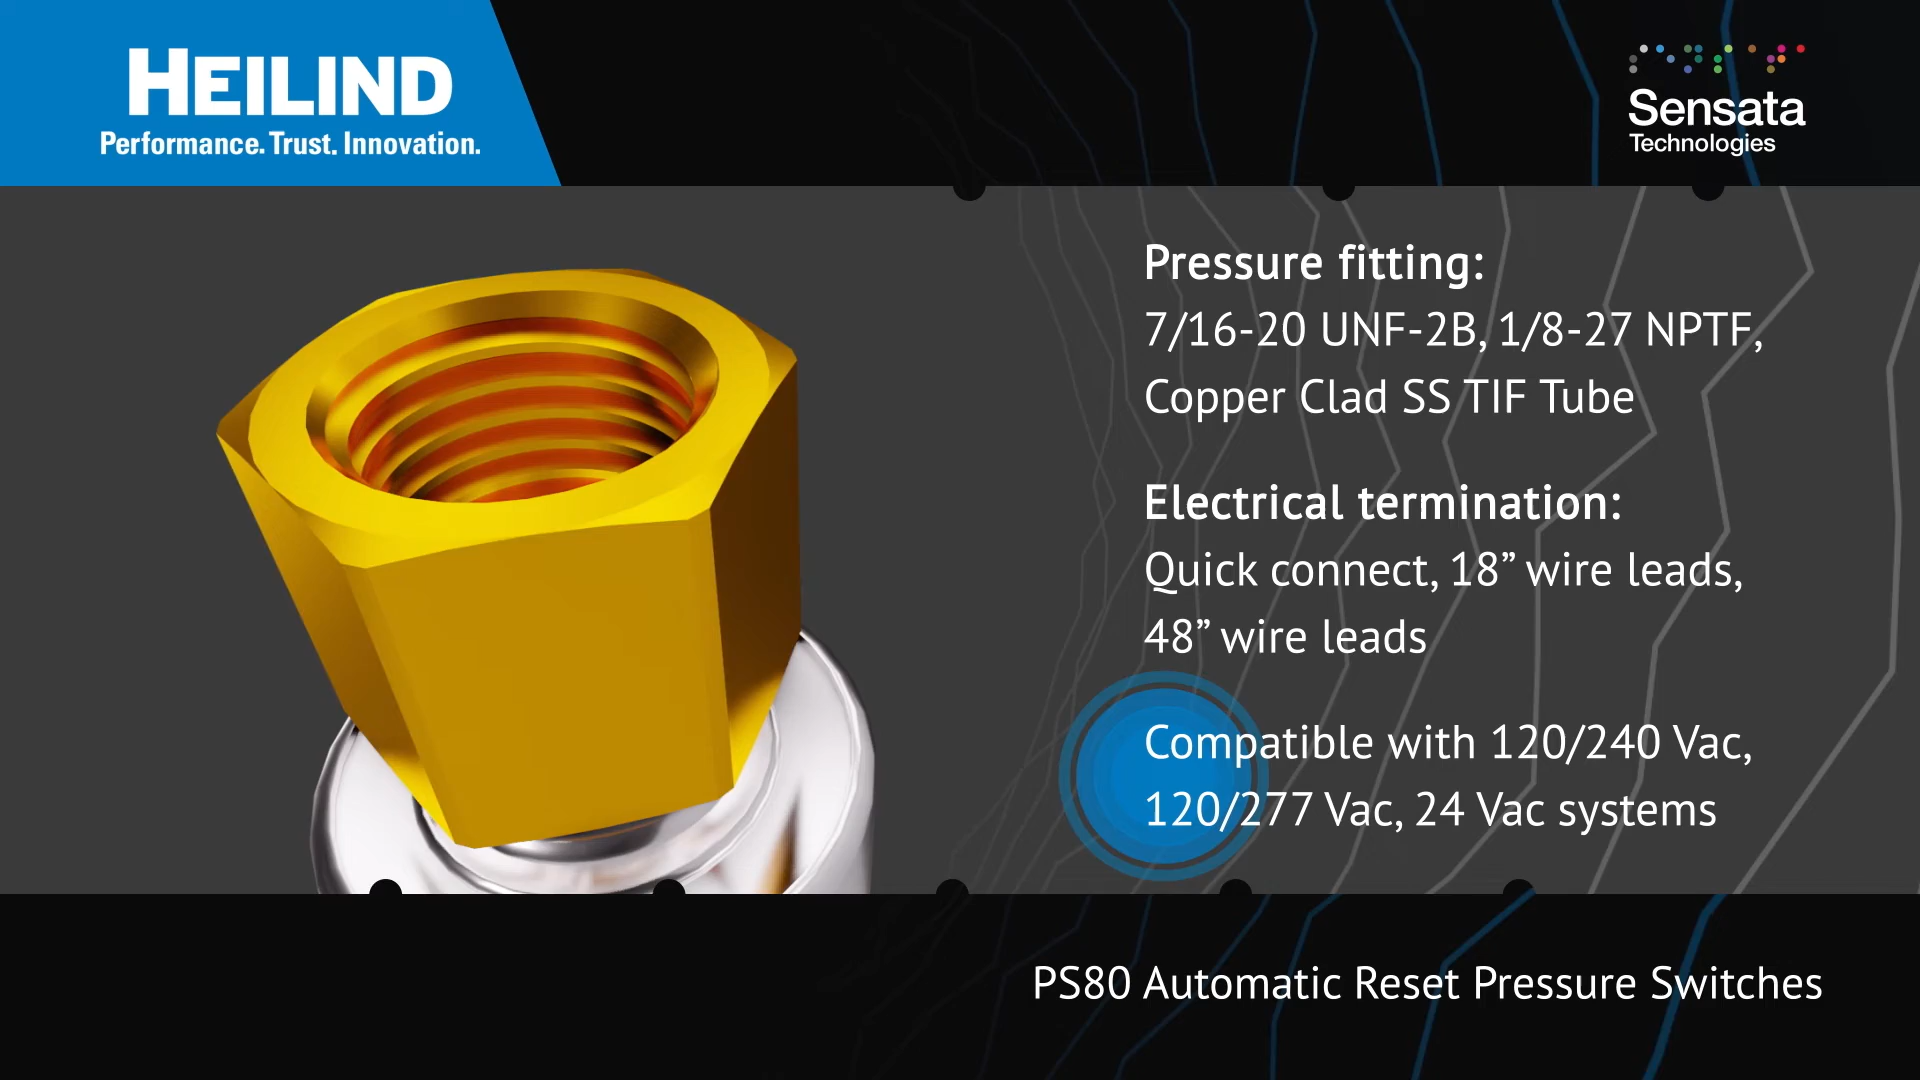 HEILIND
Performance. Trust. Innovation.
Sensata
Technologies
Pressure fitting:
7/16-20 UNF-2B, 1/8-27 NPTF,
Copper Clad SS TIF Tube
Electrical termination:
Quick connect, 18” wire leads,
48” wire leads
Compatible with 120/240 Vac,
120/277 Vac, 24 Vac systems
PS80 Automatic Reset Pressure Switches